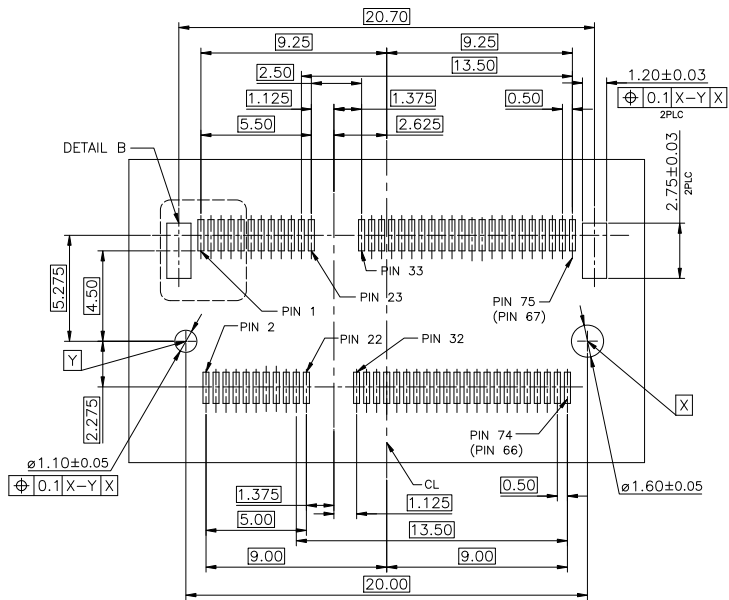 20.70
9.25 9.25
2.50 13.50
1.20±0.03
1.125 1.375 0.50
⌖ 0.1 X-Y X
2PLC
5.50 2.625
DETAIL B
2.75±0.03
2PLC
PIN 33
5.275
4.50
PIN 1 PIN 23
PIN 75
(PIN 67)
PIN 2 PIN 22 PIN 32
Y
X
2.275
PIN 74
(PIN 66)
⌀1.10±0.05
⌖ 0.1 X-Y X
CL
⌀1.60±0.05
1.375 1.125 0.50
5.00 13.50
9.00 9.00
20.00